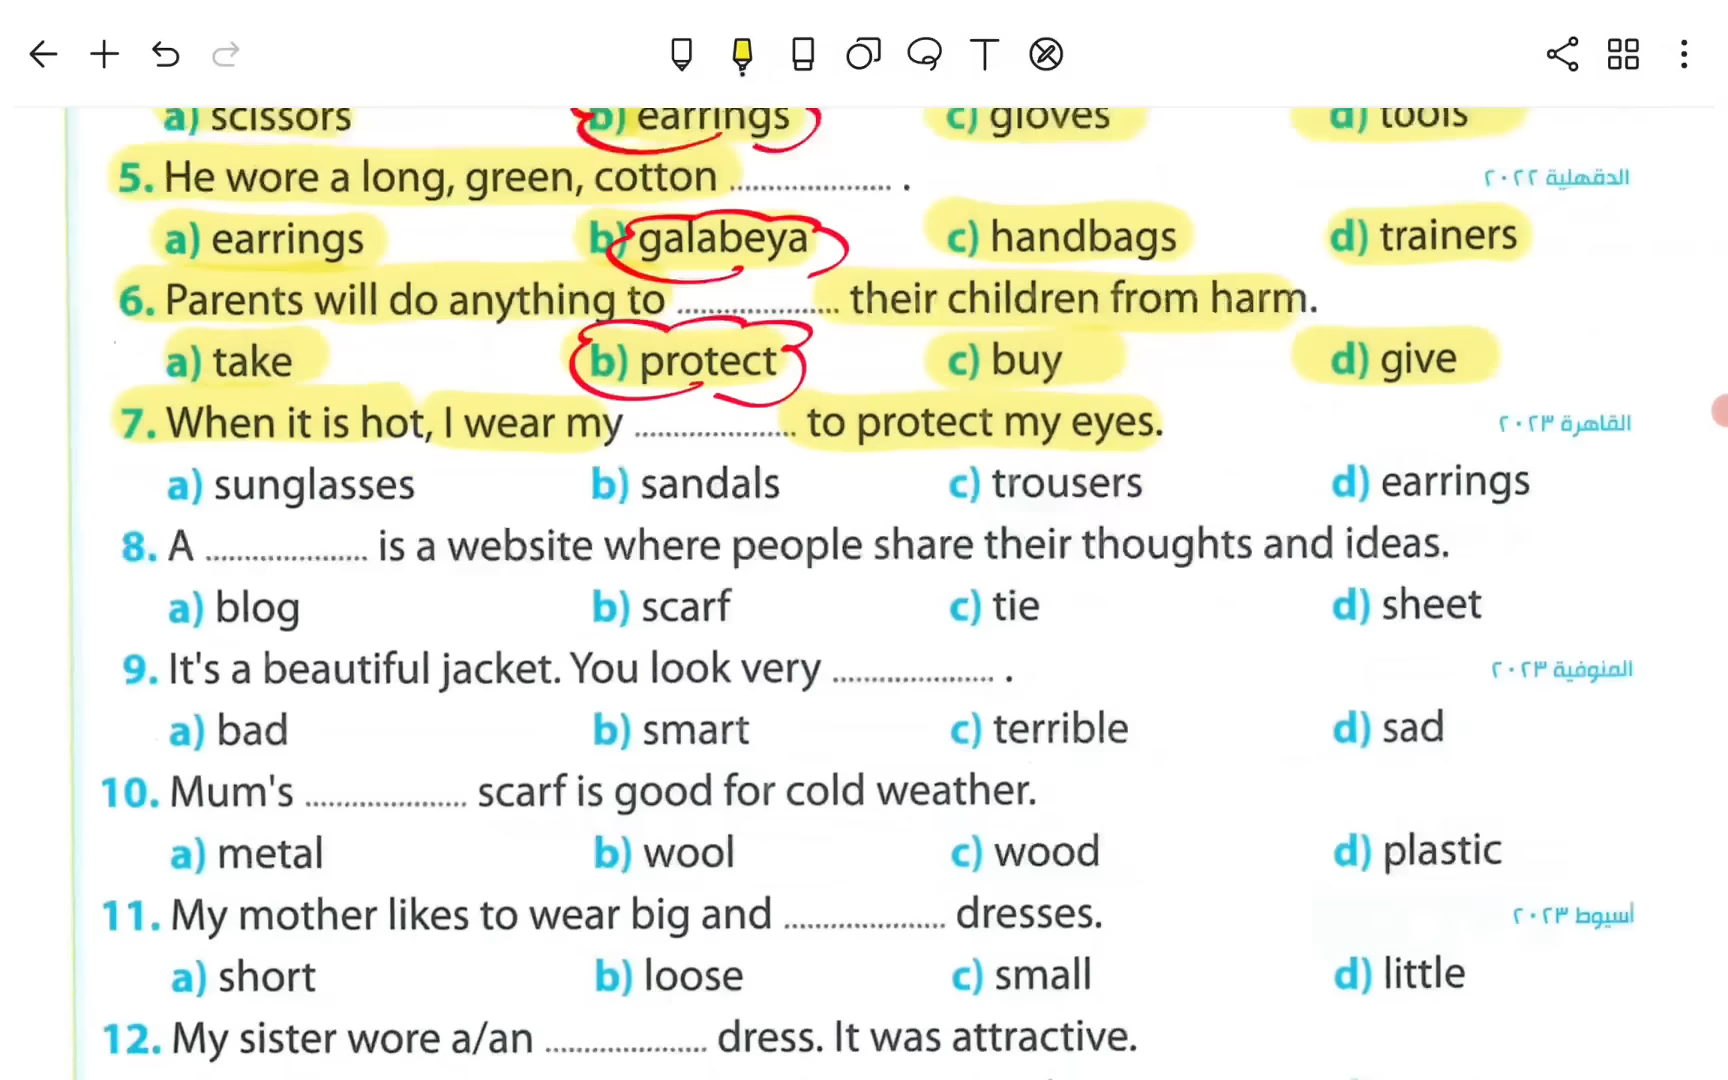 a) scissors b) earrings c) gloves d) tools
5. He wore a long, green, cotton .................... . الدقهلية ٢٠٢٢
a) earrings b) galabeya c) handbags d) trainers
6. Parents will do anything to .................... their children from harm.
a) take b) protect c) buy d) give
7. When it is hot, I wear my .................... to protect my eyes. القاهرة ٢٠٢٣
a) sunglasses b) sandals c) trousers d) earrings
8. A .................... is a website where people share their thoughts and ideas.
a) blog b) scarf c) tie d) sheet
9. It's a beautiful jacket. You look very .................... . المنوفية ٢٠٢٣
a) bad b) smart c) terrible d) sad
10. Mum's .................... scarf is good for cold weather.
a) metal b) wool c) wood d) plastic
11. My mother likes to wear big and .................... dresses. أسيوط ٢٠٢٣
a) short b) loose c) small d) little
12. My sister wore a/an .................... dress. It was attractive.